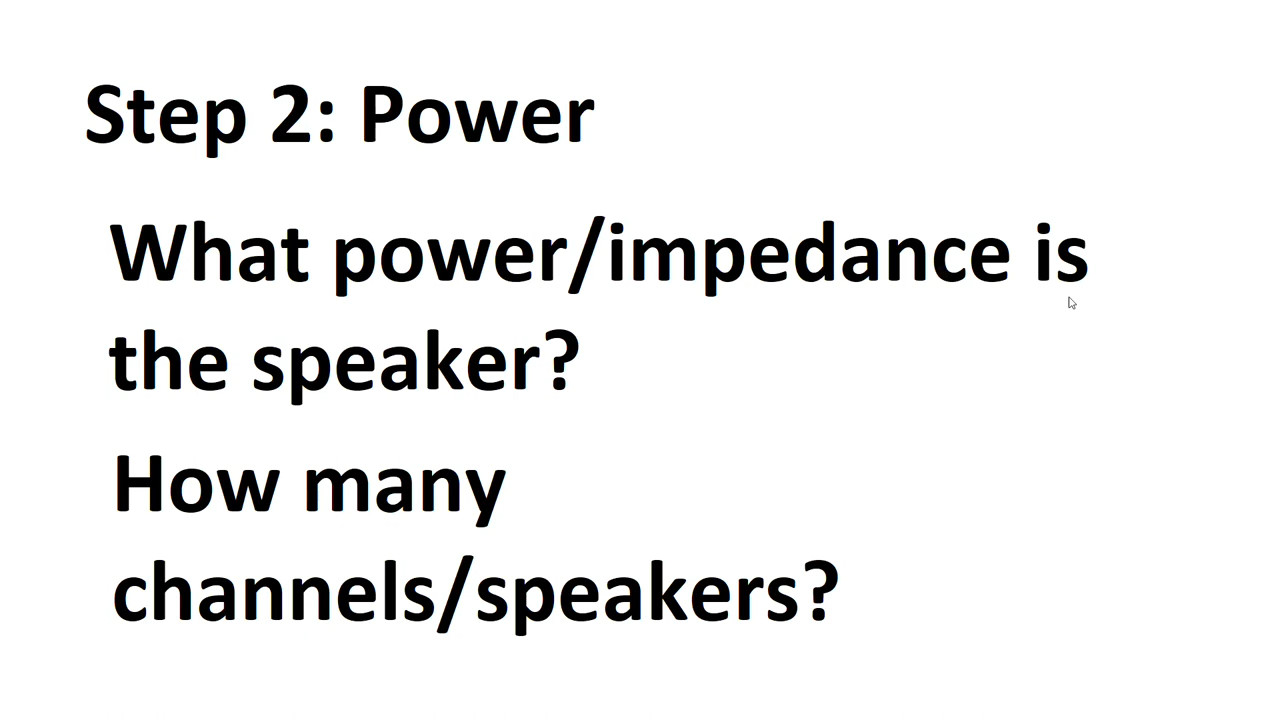 Step 2: Power
What power/impedance is
the speaker?
How many
channels/speakers?